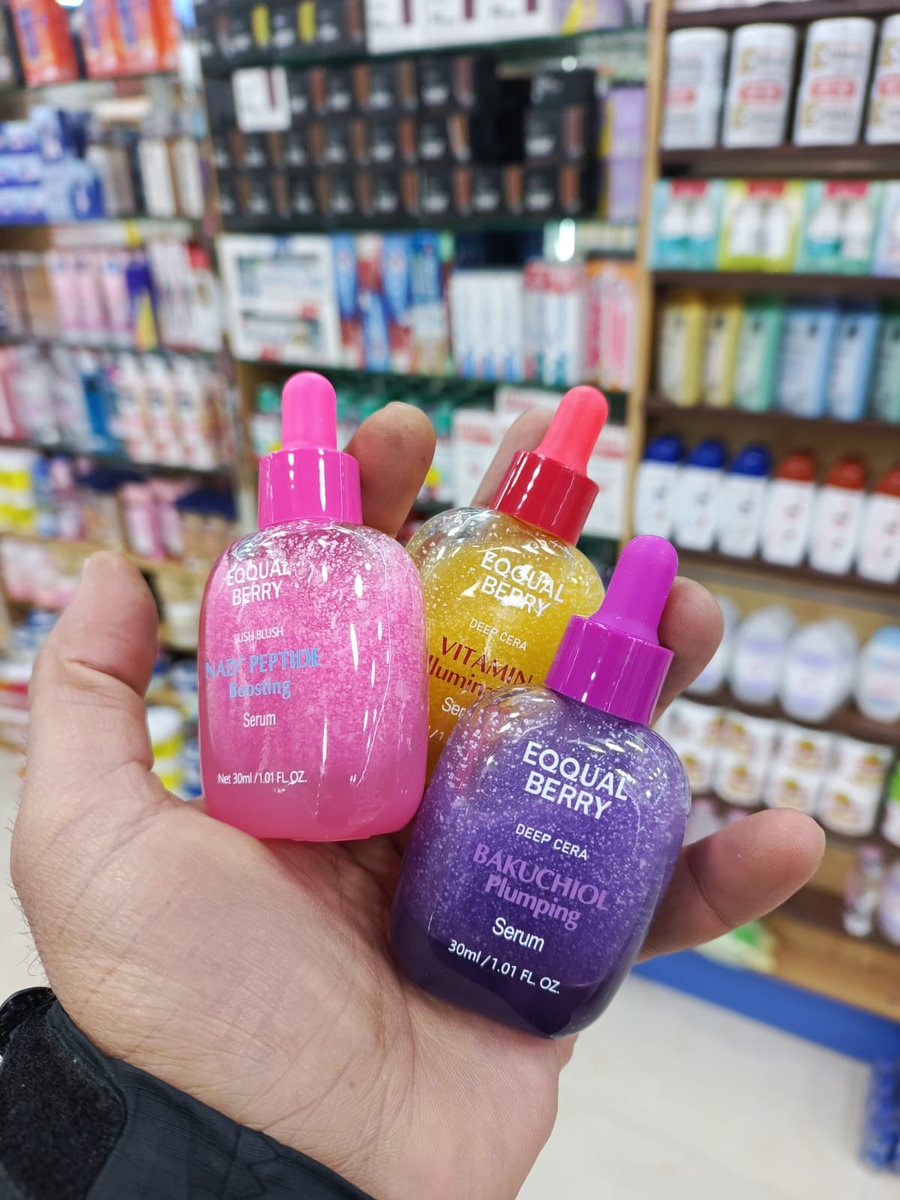 EQQUAL
BERRY
LUSH BLUSH
NAD⁺ PEPTIDE
Boosting
Serum
Net 30ml / 1.01 FL.OZ.
EQQUAL
BERRY
DEEP CERA
VITAMIN
EQQUAL
BERRY
DEEP CERA
BAKUCHIOL
Plumping
Serum
30ml / 1.01 FL. OZ.